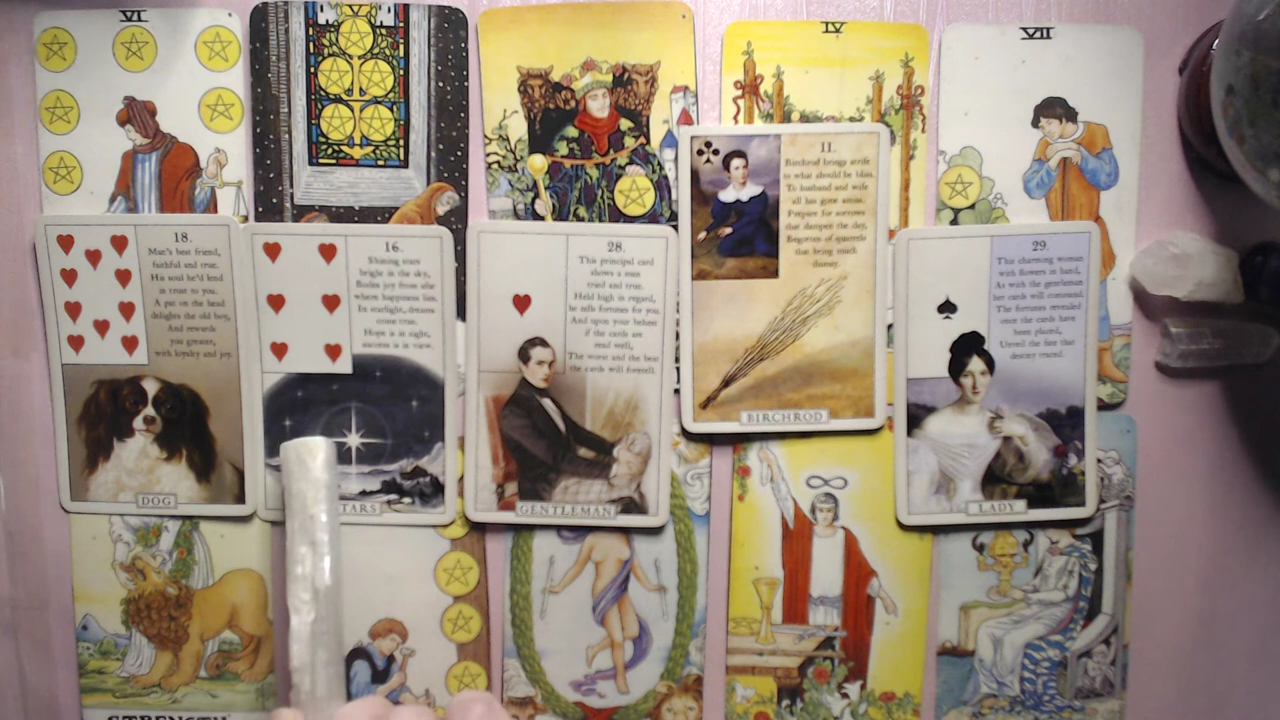 VI
IV
VII
18.
Man's best friend,
faithful and true.
His soul he'd lend
in trust to you.
A pat on the head
delights the old boy,
And rewards
you greater,
with loyalty and joy.
DOG
16.
Shining stars
bright in the sky,
Bodes joy from afar
where happiness lies.
In starlight, dreams
come true.
Hope is in sight,
success is in view.
TARS
28.
This principal card
shows a man
tried and true.
Held high in regard,
he tells fortunes for you.
And upon your behest
if the cards are
read well,
The worst and the best
the cards will foretell.
GENTLEMAN
11.
Birchrod brings strife
to what should be bliss.
To husband and wife
all has gone amiss.
Prepare for sorrows
that dampen the day,
Begotten of quarrels
that bring much
dismay.
BIRCHROD
29.
This charming woman
with flowers in hand,
As with the gentleman
her cards will command.
The fortunes revealed
once the cards have
been placed,
Unveil the fate that
destiny traced.
LADY
STRENGTH